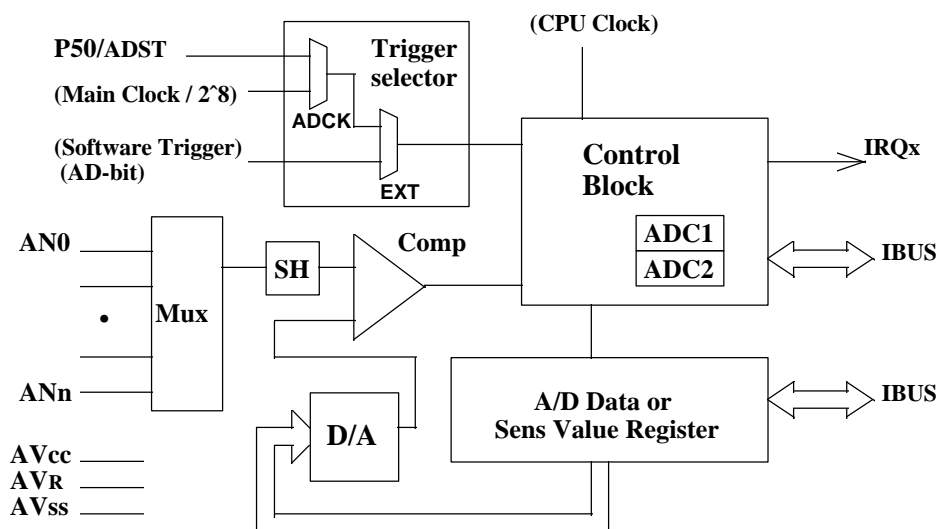 (CPU Clock)
P50/ADST
Trigger
selector
(Main Clock / 2^8)
ADCK
(Software Trigger)
(AD-bit)
EXT
Control
Block
IRQx
ADC1
ADC2
IBUS
AN0
SH
Comp
Mux
•
ANn
D/A
A/D Data or
Sens Value Register
IBUS
AVcc
AVR
AVss